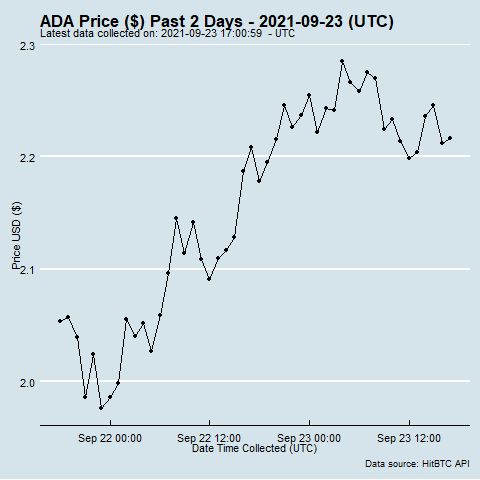 ADA Price ($) Past 2 Days - 2021-09-23 (UTC)
Latest data collected on: 2021-09-23 17:00:59 - UTC
2.3
2.2
2.1
2.0
Price USD ($)
Sep 22 00:00 Sep 22 12:00 Sep 23 00:00 Sep 23 12:00
Date Time Collected (UTC)
Data source: HitBTC API